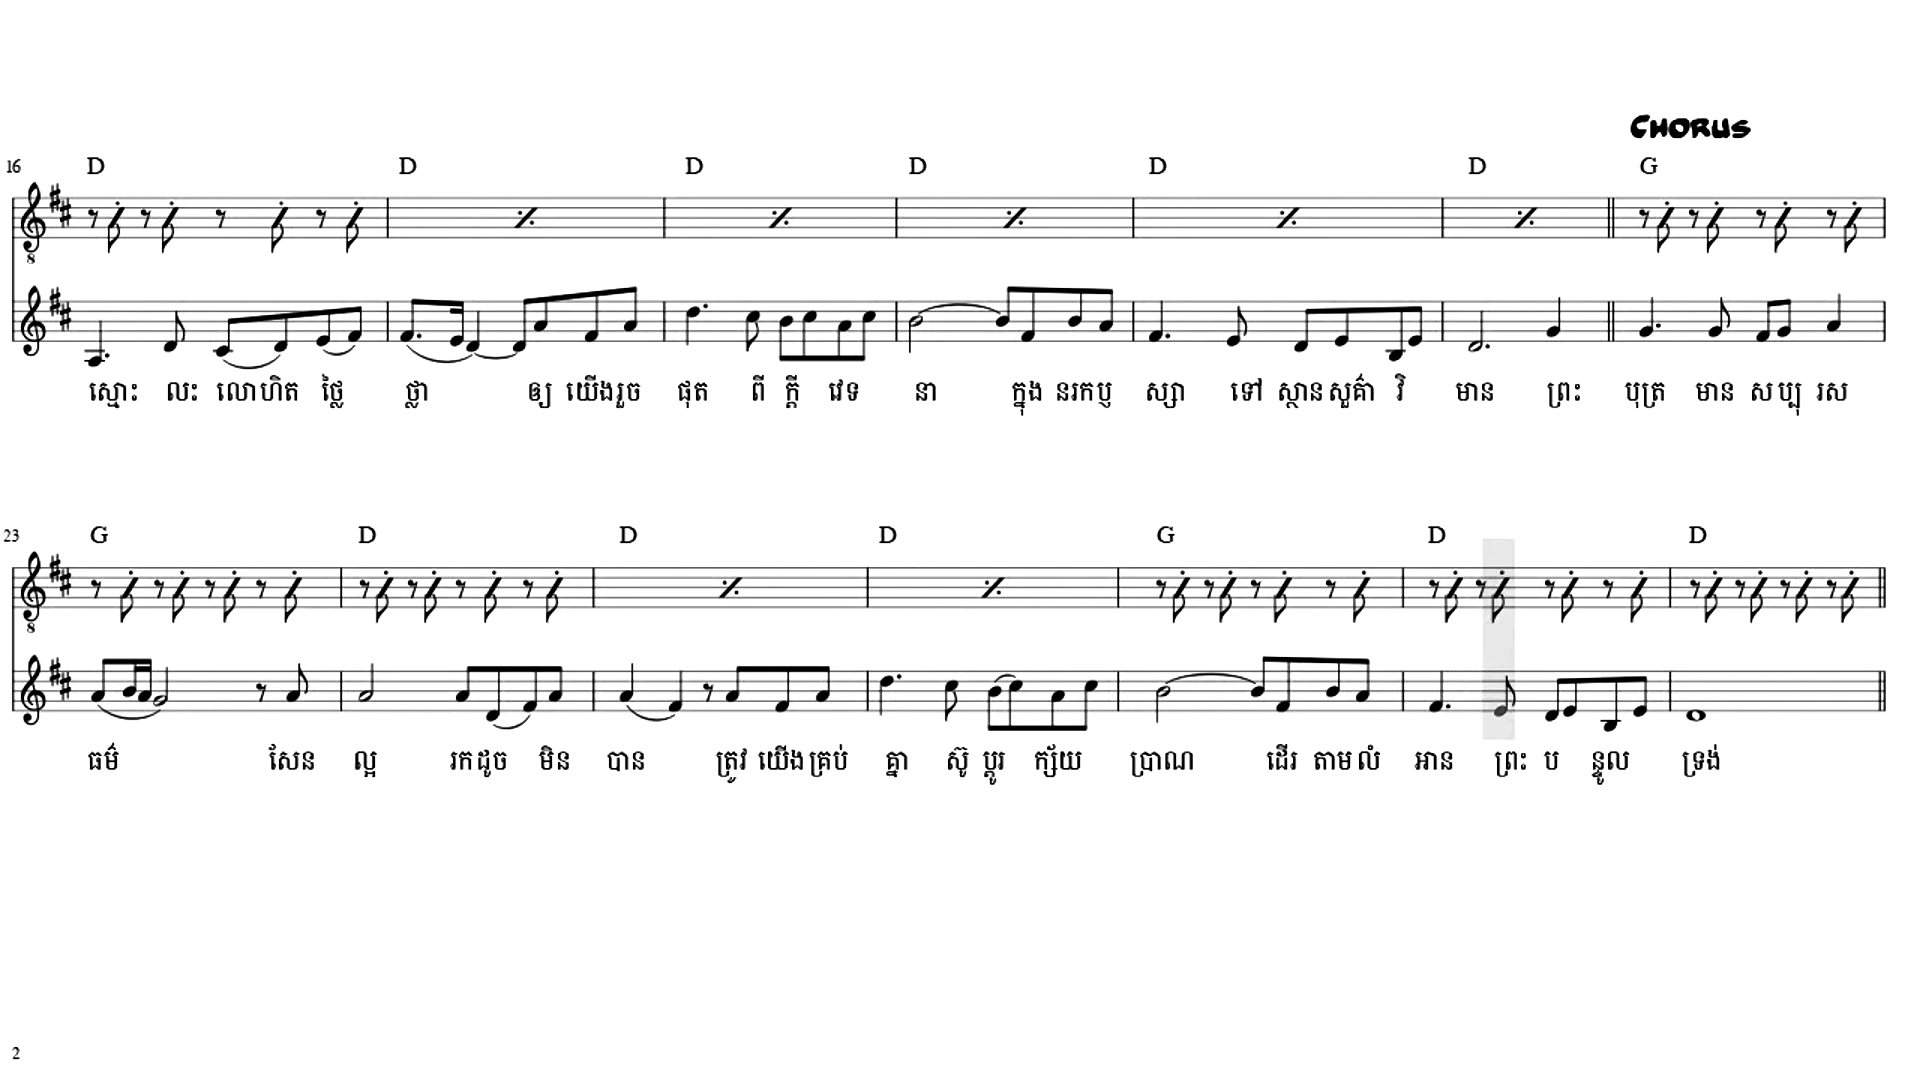 CHORUS
16 D D D D D D G
ស្មោះ លះ លោហិត ថ្លៃ ថ្លា ឲ្យ យើងរួច ផុត ពី ក្ដី វេទ នា ក្នុង នរកឬ ស្សា ទៅ ស្ថានសួគ៌ា វិ មាន ព្រះ បុត្រ មាន សប្បុ រស
23 G D D D G D D
ធម៌ សែន ល្អ រកដូច មិន បាន ត្រូវ យើងគ្រប់ គ្នា ស៊ូ ប្ដូរ ក្ស័យ ប្រាណ ដើរ តាមលំ អាន ព្រះ ប ន្ទូល ទ្រង់
2